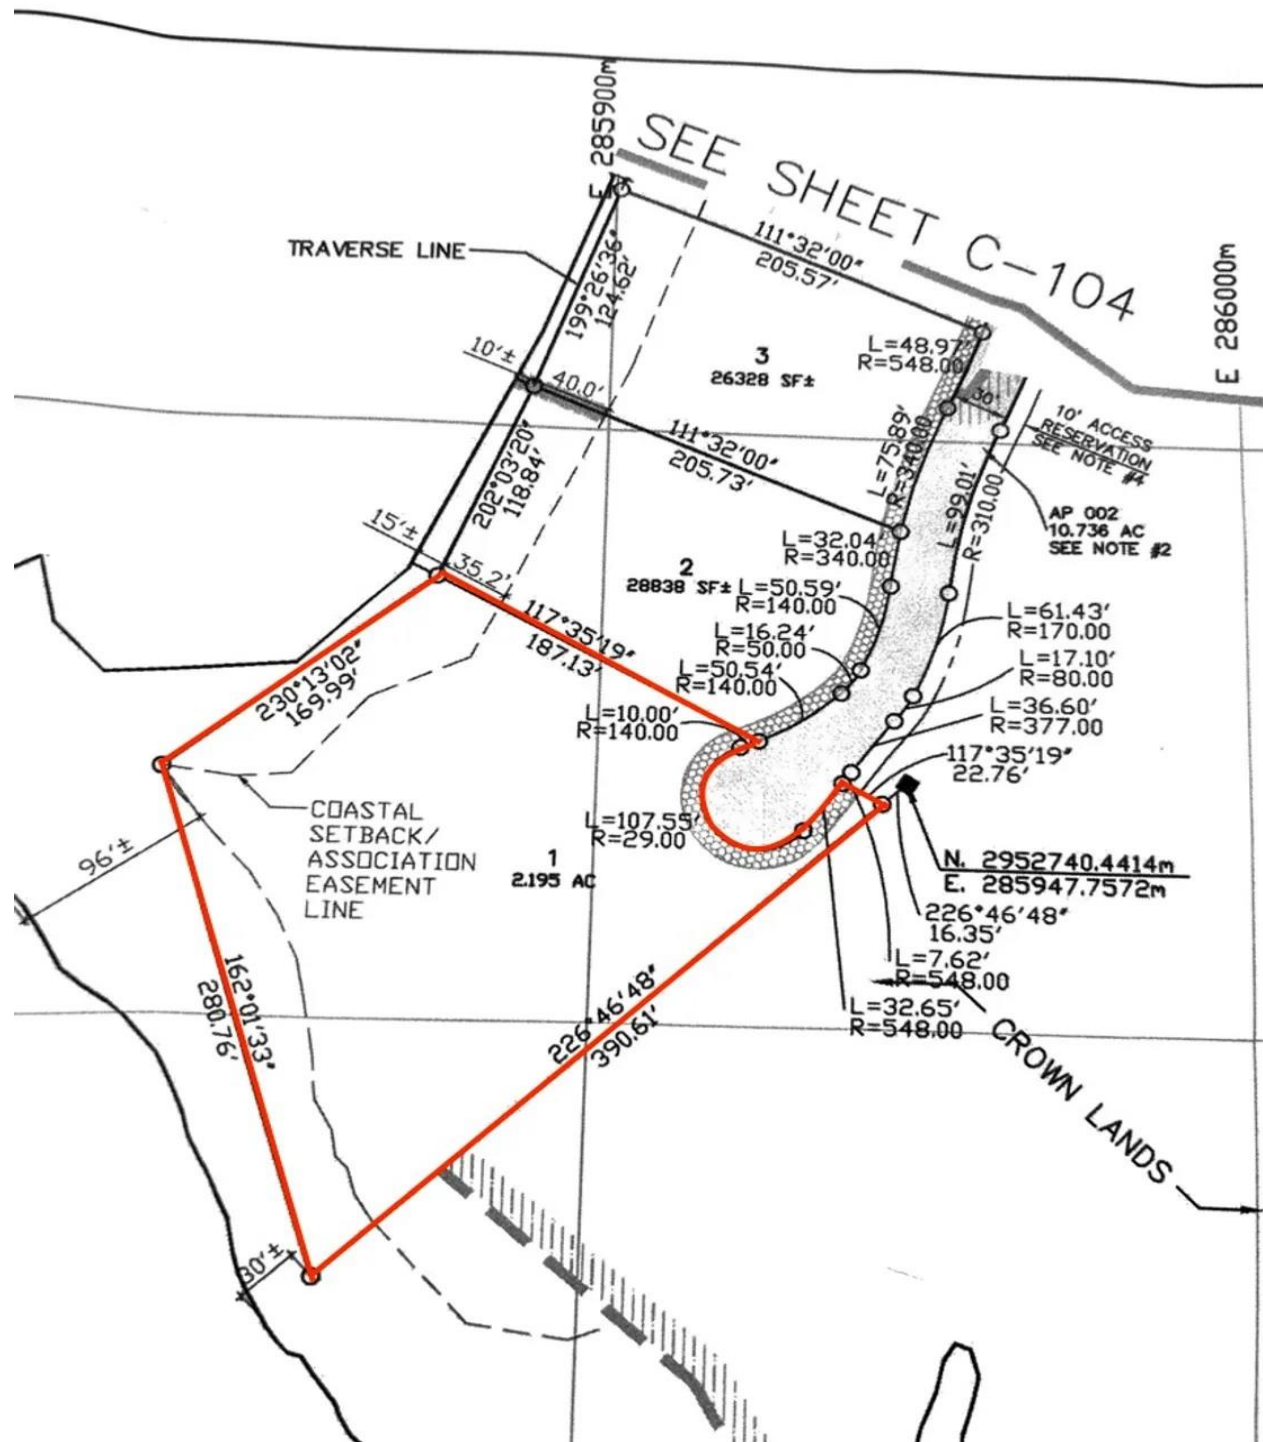 285900m
E
SEE SHEET C-104
TRAVERSE LINE
199°26'36"
124.62'
111°32'00"
205.57'
E 286000m
L=48.97'
R=548.00
3
26328 SF±
10'±
40.0'
30'
10' ACCESS
RESERVATION
SEE NOTE #4
111°32'00"
205.73'
L=75.89'
R=340.00
202°03'20"
118.84'
L=99.01'
R=310.00
AP 002
10.736 AC
SEE NOTE #2
15'±
35.2'
L=32.04'
R=340.00
2
28838 SF±
L=50.59'
R=140.00
117°35'19"
187.13'
L=16.24'
R=50.00
L=61.43'
R=170.00
L=50.54'
R=140.00
L=17.10'
R=80.00
230°13'02"
169.99'
L=10.00'
R=140.00
L=36.60'
R=377.00
117°35'19"
22.76'
COASTAL
SETBACK/
ASSOCIATION
EASEMENT
LINE
96'±
L=107.55'
R=29.00
1
2.195 AC
N. 2952740.4414m
E. 285947.7572m
226°46'48"
16.35'
L=7.62'
R=548.00
L=32.65'
R=548.00
162°01'33"
280.76'
226°46'48"
390.61'
CROWN LANDS
30'±